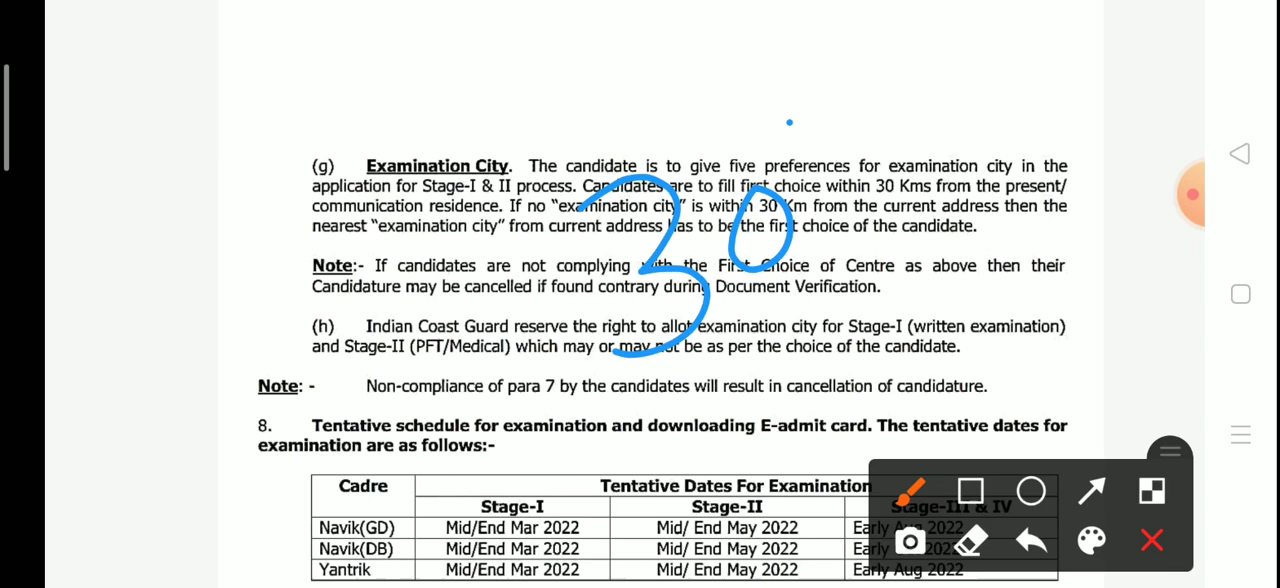 (g) Examination City. The candidate is to give five preferences for examination city in the
application for Stage-I & II process. Candidates are to fill first choice within 30 Kms from the present/
communication residence. If no “examination city” is within 30 Km from the current address then the
nearest “examination city” from current address has to be the first choice of the candidate.
30
Note:- If candidates are not complying with the First Choice of Centre as above then their
Candidature may be cancelled if found contrary during Document Verification.
(h) Indian Coast Guard reserve the right to allot examination city for Stage-I (written examination)
and Stage-II (PFT/Medical) which may or may not be as per the choice of the candidate.
Note: - Non-compliance of para 7 by the candidates will result in cancellation of candidature.
8. Tentative schedule for examination and downloading E-admit card. The tentative dates for
examination are as follows:-
Cadre Tentative Dates For Examination
Stage-I Stage-II Stage-III & IV
Navik(GD) Mid/End Mar 2022 Mid/ End May 2022 Early Aug 2022
Navik(DB) Mid/End Mar 2022 Mid/ End May 2022 Early 2022
Yantrik Mid/End Mar 2022 Mid/ End May 2022 Early Aug 2022